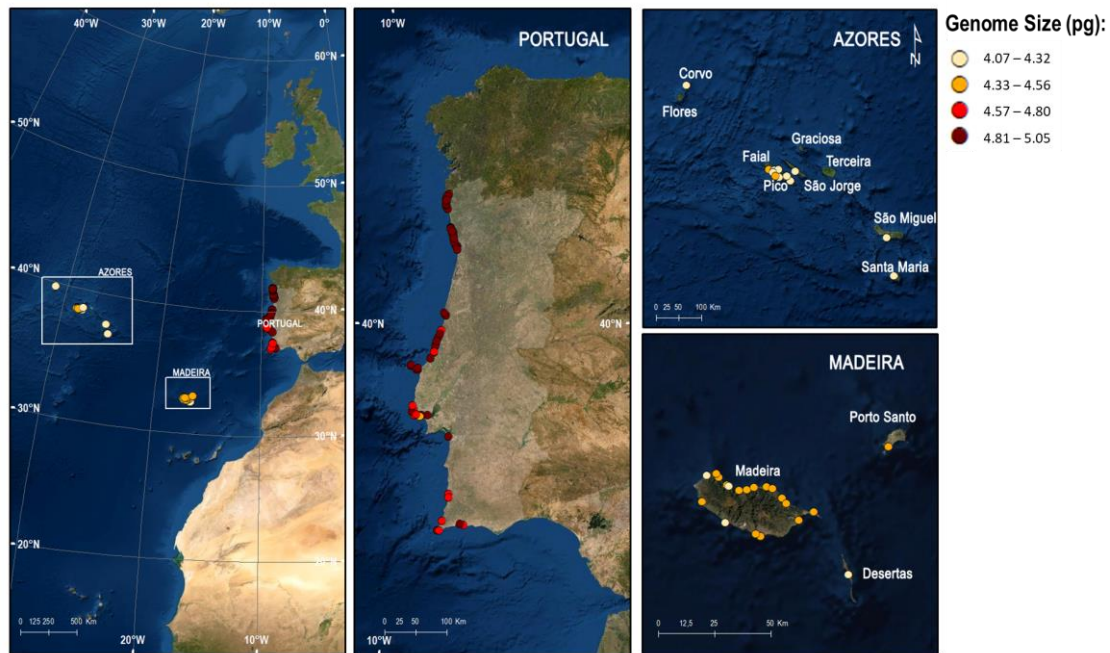 40°W
30°W
20°W
10°W
0°
60°N
60°N
50°N
50°N
40°N
40°N
30°N
30°N
20°N
20°N
20°W
10°W
AZORES
PORTUGAL
MADEIRA
0 125 250 500 Km
10°W
PORTUGAL
40°N
40°N
10°W
0 25 50 100 Km
AZORES
N
Corvo
Flores
Graciosa
Faial
Terceira
Pico
São Jorge
São Miguel
Santa Maria
0 25 50 100 Km
MADEIRA
Porto Santo
Madeira
Desertas
0 12,5 25 50 Km
Genome Size (pg):
4.07 – 4.32
4.33 – 4.56
4.57 – 4.80
4.81 – 5.05